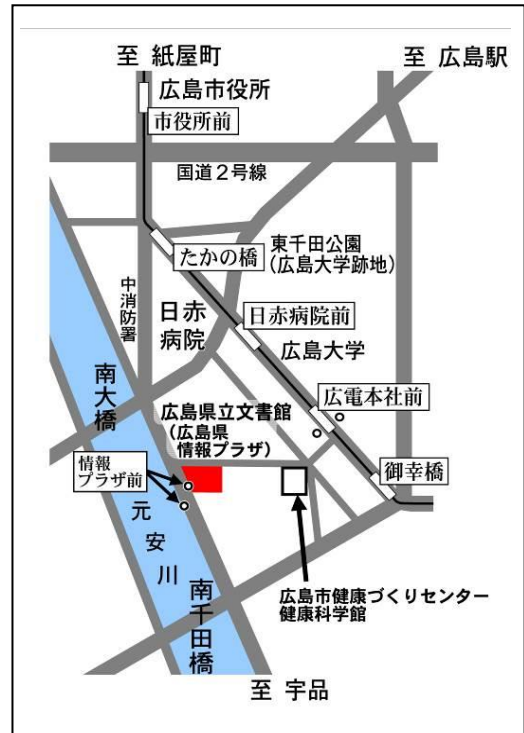 至 紙屋町
至 広島駅
広島市役所
市役所前
国道2号線
たかの橋
東千田公園
(広島大学跡地)
中消防署
日赤
病院
日赤病院前
広島大学
南大橋
広島県立文書館
(広島県
情報プラザ)
広電本社前
情報
プラザ前
御幸橋
元安川
南千田橋
広島市健康づくりセンター
健康科学館
至 宇品